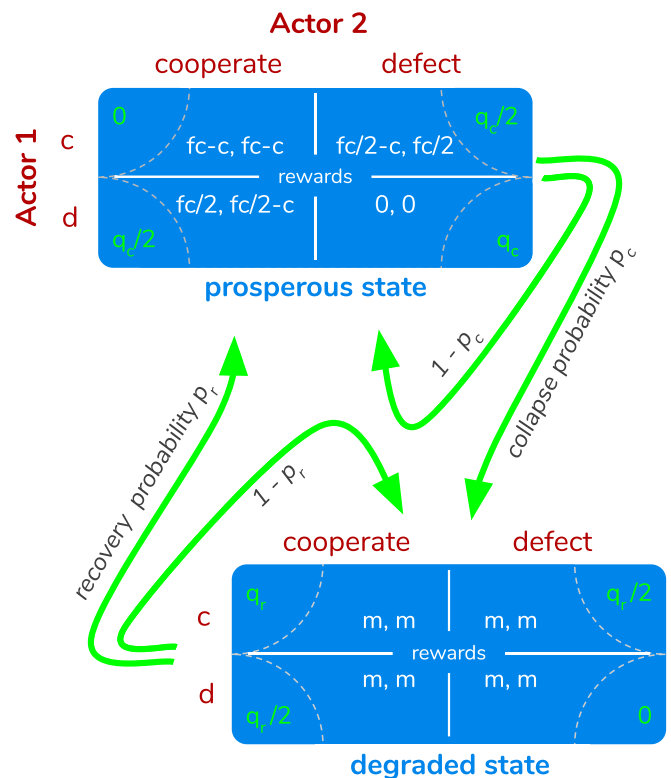 Actor 2
cooperate defect
Actor 1
c
0
q_c/2
fc-c, fc-c
fc/2-c, fc/2
rewards
d
fc/2, fc/2-c
0, 0
q_c/2
q_c
prosperous state
1 - p_c
collapse probability p_c
recovery probability p_r
1 - p_r
cooperate defect
c
q_r
q_r/2
m, m
m, m
rewards
d
m, m
m, m
q_r/2
0
degraded state